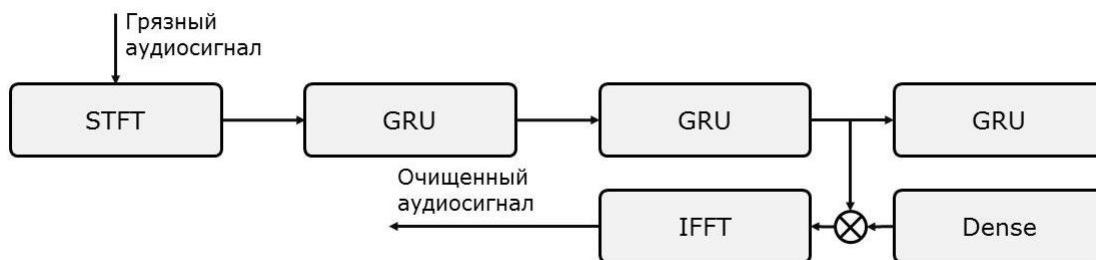 Грязный
аудиосигнал
STFT
GRU
GRU
GRU
Очищенный
аудиосигнал
IFFT
Dense